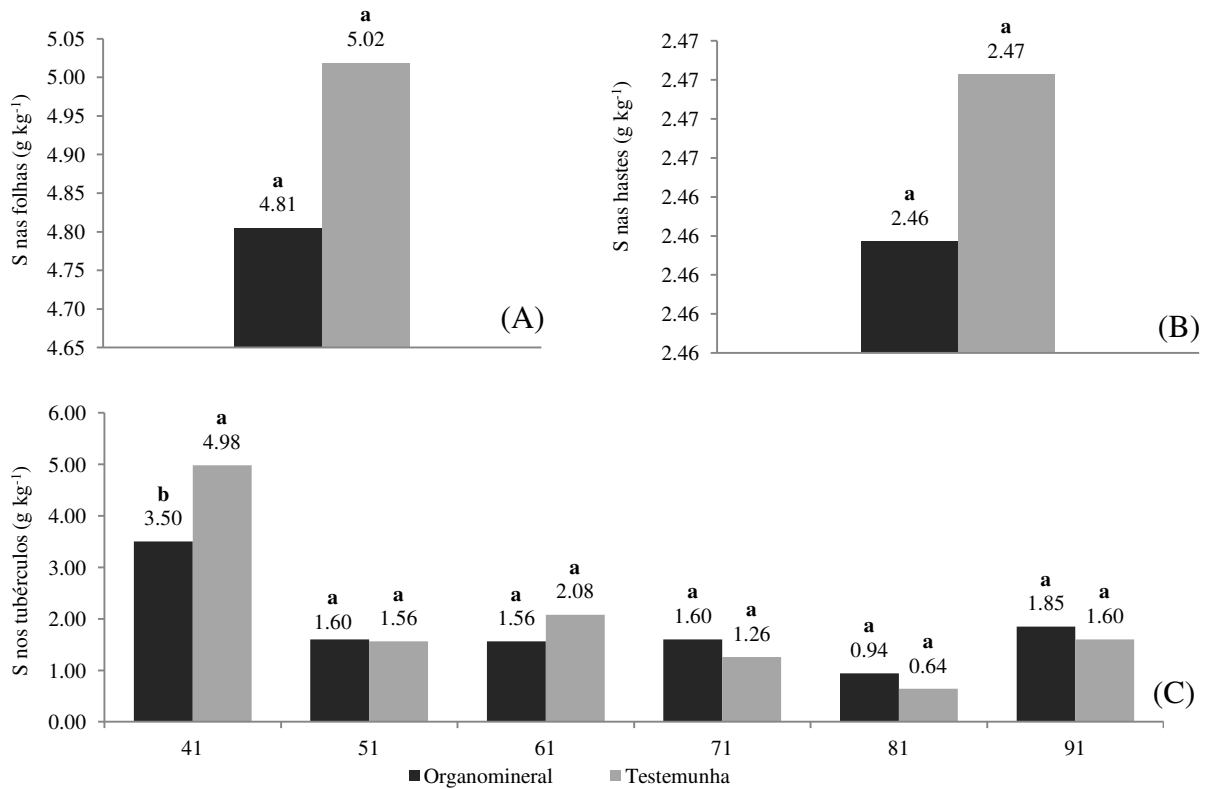 a
5.02
a
4.81
5.05
5.00
4.95
4.90
4.85
4.80
4.75
4.70
4.65
S nas folhas (g kg⁻¹)
(A)
a
2.47
a
2.46
2.47
2.47
2.47
2.47
2.46
2.46
2.46
2.46
2.46
S nas hastes (g kg⁻¹)
(B)
6.00
5.00
4.00
3.00
2.00
1.00
0.00
S nos tubérculos (g kg⁻¹)
b
3.50
a
4.98
a
1.60
a
1.56
a
1.56
a
2.08
a
1.60
a
1.26
a
0.94
a
0.64
a
1.85
a
1.60
(C)
41 51 61 71 81 91
Organomineral Testemunha